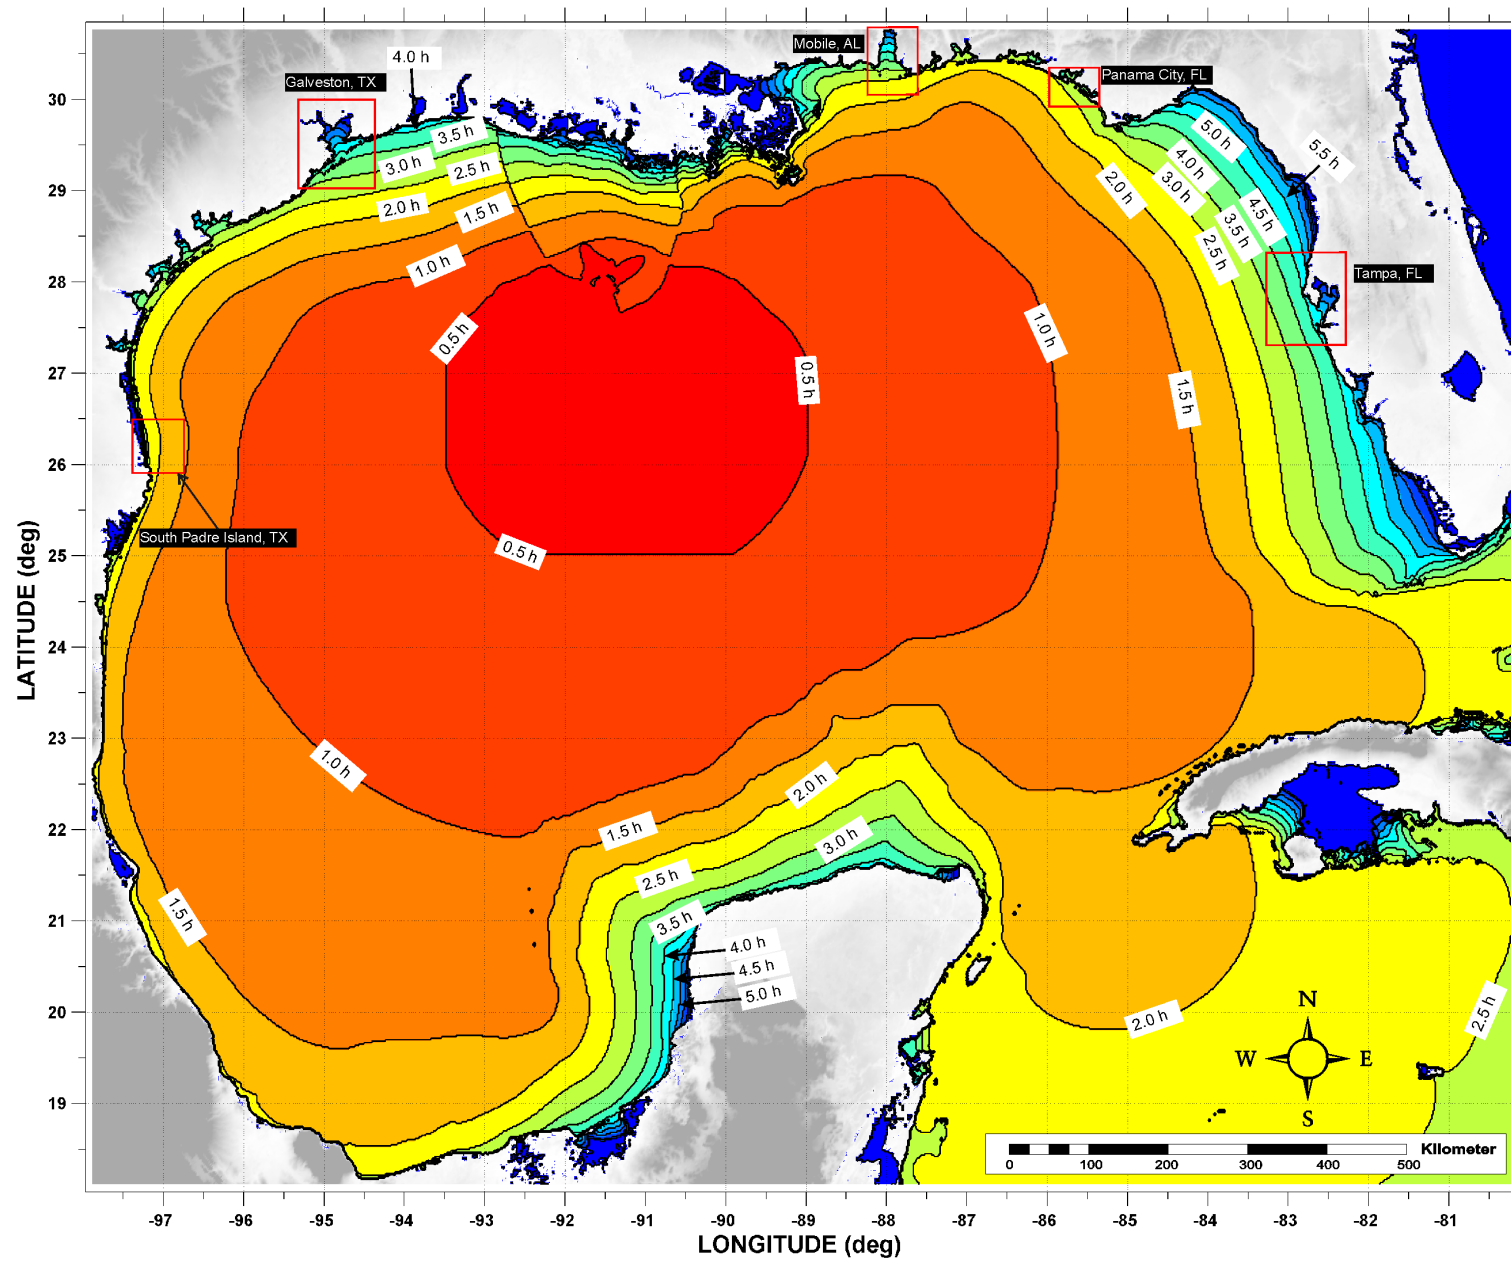 Mobile, AL
4.0 h
Galveston, TX
Panama City, FL
30
3.5 h
5.0 h
5.5 h
3.0 h
2.5 h
4.0 h
29
2.0 h
3.0 h
2.0 h
1.5 h
4.5 h
3.5 h
2.5 h
1.0 h
28
Tampa, FL
0.5 h
1.0 h
27
0.5 h
1.5 h
26
South Padre Island, TX
25
0.5 h
24
23
1.0 h
2.0 h
22
1.5 h
3.0 h
2.5 h
21
1.5 h
3.5 h
4.0 h
4.5 h
5.0 h
20
2.0 h
2.5 h
N
W
E
S
19
Kilometer
0 100 200 300 400 500
LATITUDE (deg)
-97 -96 -95 -94 -93 -92 -91 -90 -89 -88 -87 -86 -85 -84 -83 -82 -81
LONGITUDE (deg)